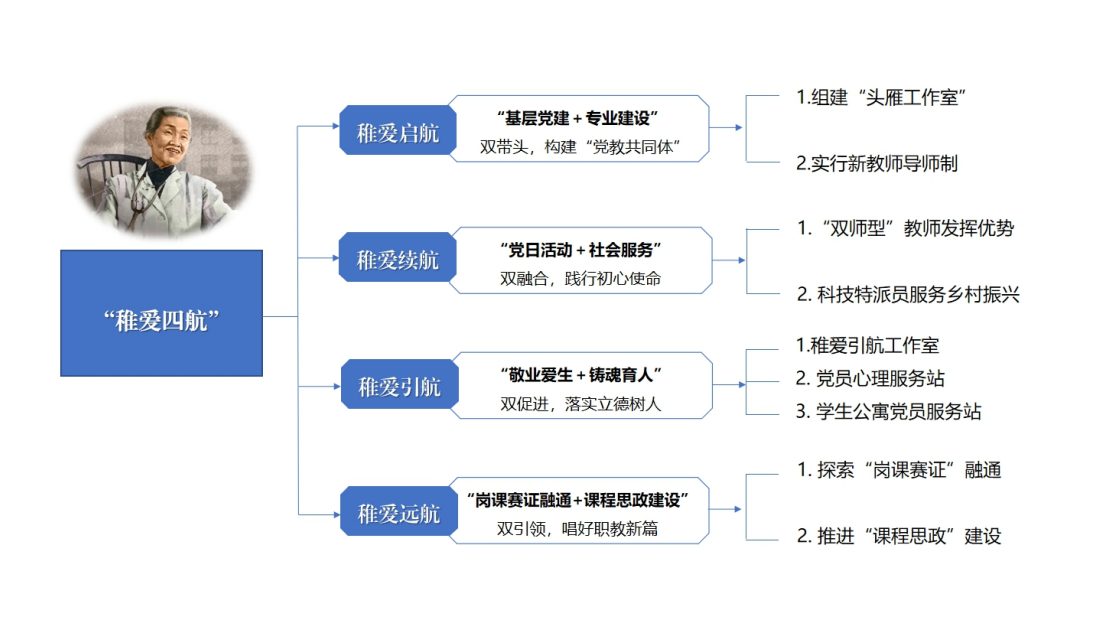 “稚爱四航”
稚爱启航
“基层党建＋专业建设”
双带头，构建“党教共同体”
1.组建“头雁工作室”
2.实行新教师导师制
稚爱续航
“党日活动＋社会服务”
双融合，践行初心使命
1.“双师型”教师发挥优势
2. 科技特派员服务乡村振兴
稚爱引航
“敬业爱生＋铸魂育人”
双促进，落实立德树人
1.稚爱引航工作室
2. 党员心理服务站
3. 学生公寓党员服务站
稚爱远航
“岗课赛证融通+课程思政建设”
双引领，唱好职教新篇
1. 探索“岗课赛证”融通
2. 推进“课程思政”建设